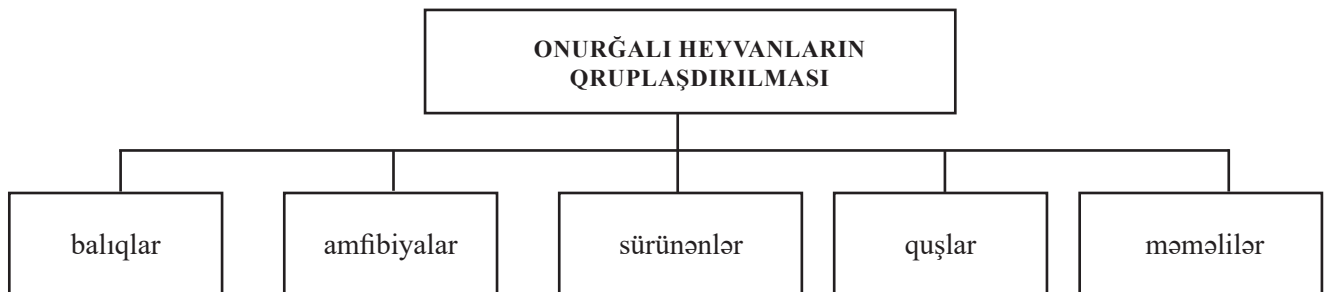 ONURĞALI HEYVANLARIN
QRUPLAŞDIRILMASI
balıqlar
amfibiyalar
sürünənlər
quşlar
məməlilər